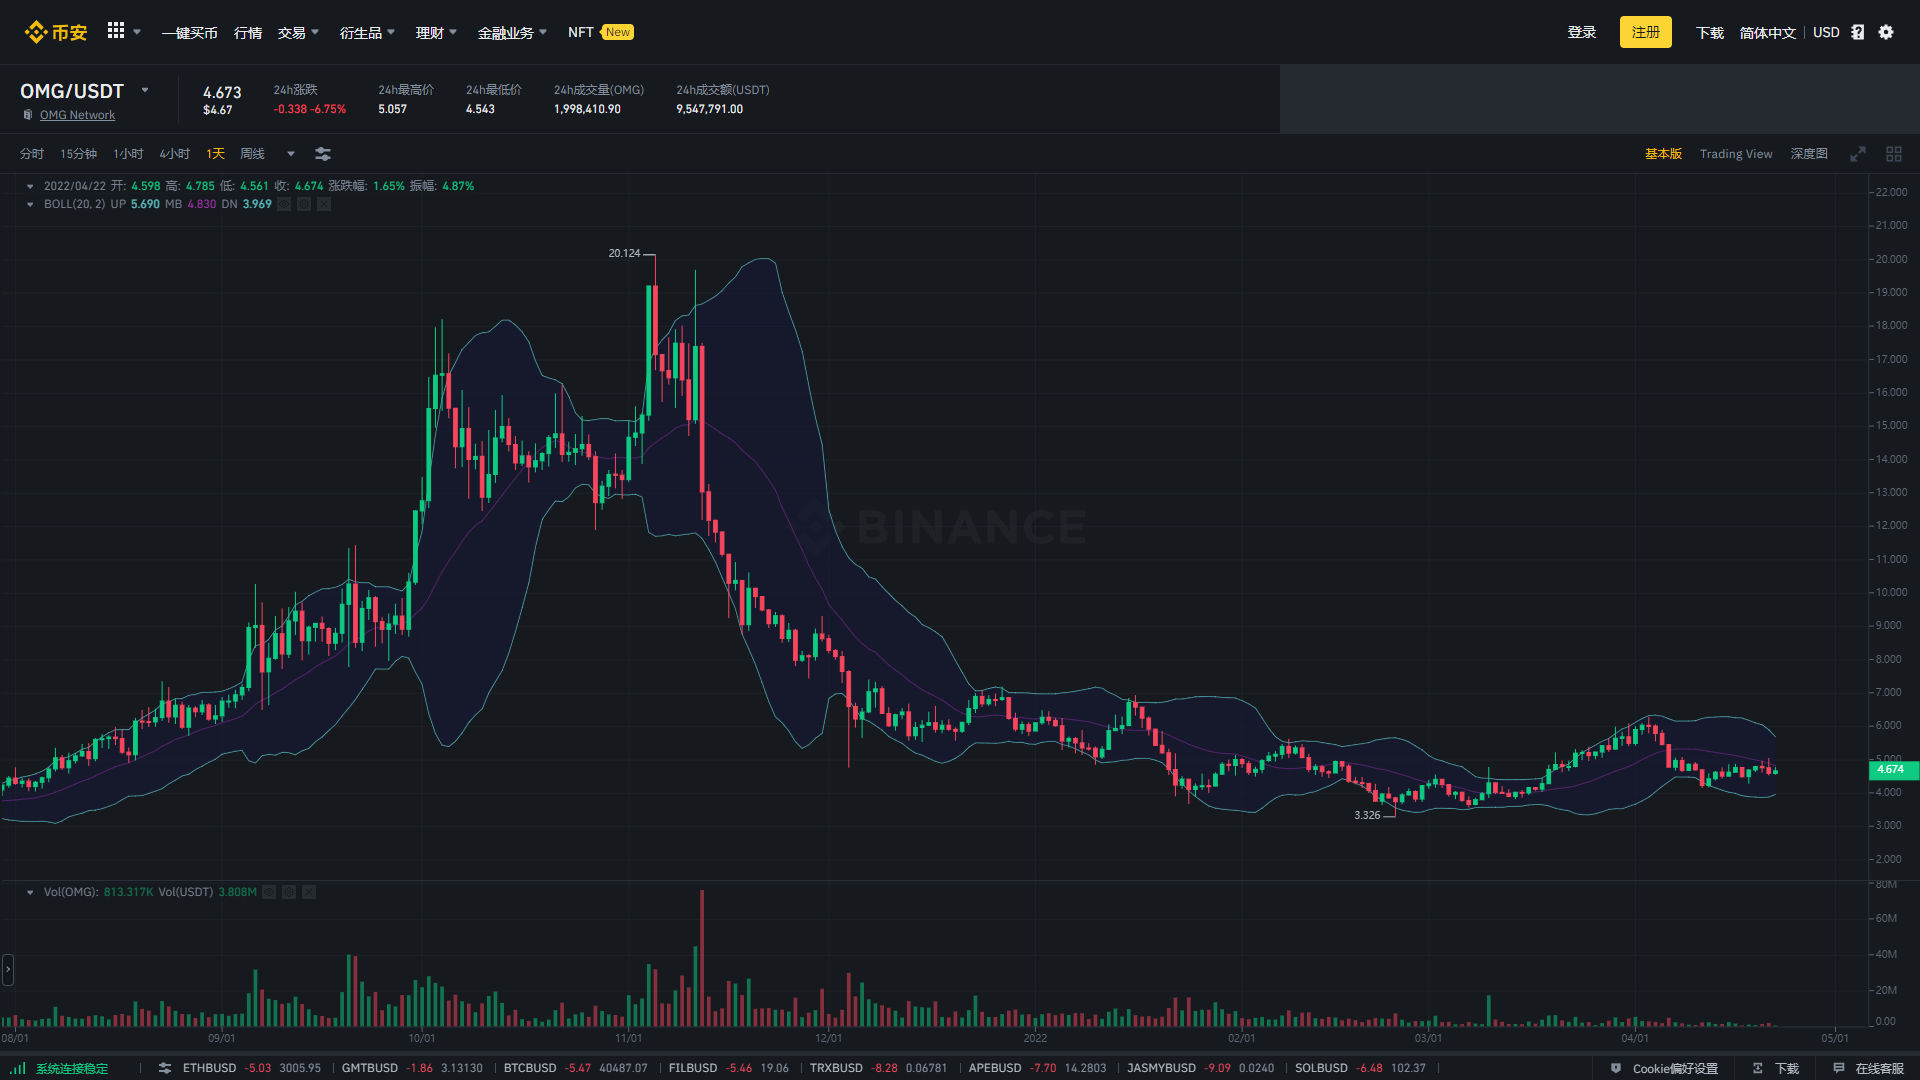 币安 一键买币 行情 交易 衍生品 理财 金融业务 NFT New 登录 注册 下载 简体中文 USD
OMG/USDT
OMG Network
4.673
$4.67
24h涨跌
-0.338 -6.75%
24h最高价
5.057
24h最低价
4.543
24h成交量(OMG)
1,998,410.90
24h成交额(USDT)
9,547,791.00
分时 15分钟 1小时 4小时 1天 周线 基本版 Trading View 深度图
2022/04/22 开: 4.598 高: 4.785 低: 4.561 收: 4.674 涨跌幅: 1.65% 振幅: 4.87%
BOLL(20, 2) UP 5.690 MB 4.830 DN 3.969
22.000
21.000
20.000
19.000
18.000
17.000
16.000
15.000
14.000
13.000
12.000
11.000
10.000
9.000
8.000
7.000
6.000
5.000
4.674
4.000
3.000
2.000
20.124
BINANCE
3.326
Vol(OMG): 813.317K Vol(USDT) 3.808M
80M
60M
40M
20M
0.00
08/01 09/01 10/01 11/01 12/01 2022 02/01 03/01 04/01 05/01
系统连接稳定 ETHBUSD -5.03 3005.95 GMTBUSD -1.86 3.13130 BTCBUSD -5.47 40487.07 FILBUSD -5.46 19.06 TRXBUSD -8.28 0.06781 APEBUSD -7.70 14.2803 JASMYBUSD -9.09 0.0240 SOLBUSD -6.48 102.37 Cookie偏好设置 下载 在线客服